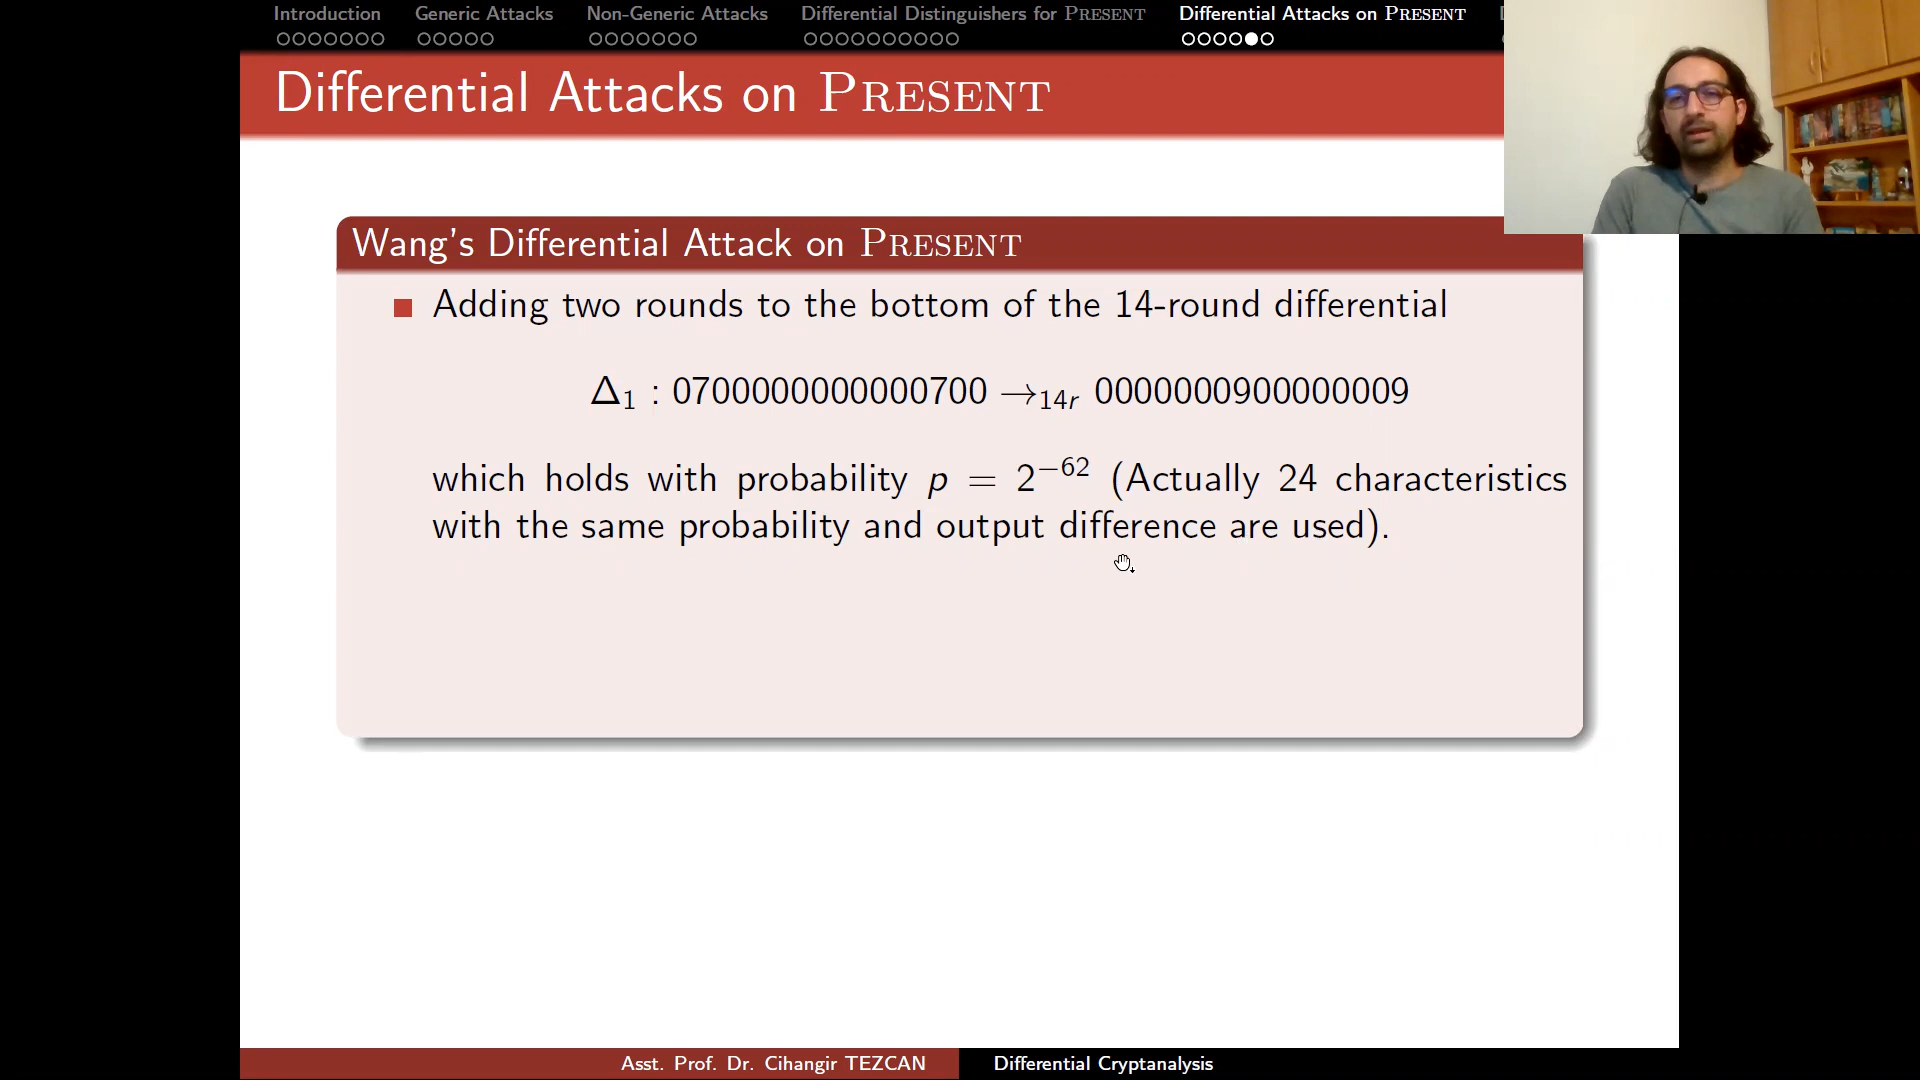 Introduction Generic Attacks Non-Generic Attacks Differential Distinguishers for PRESENT Differential Attacks on PRESENT
Differential Attacks on PRESENT
Wang's Differential Attack on PRESENT
Adding two rounds to the bottom of the 14-round differential
Δ₁ : 0700000000000700 →₁₄ᵣ 0000000900000009
which holds with probability p = 2⁻⁶² (Actually 24 characteristics
with the same probability and output difference are used).
Asst. Prof. Dr. Cihangir TEZCAN Differential Cryptanalysis